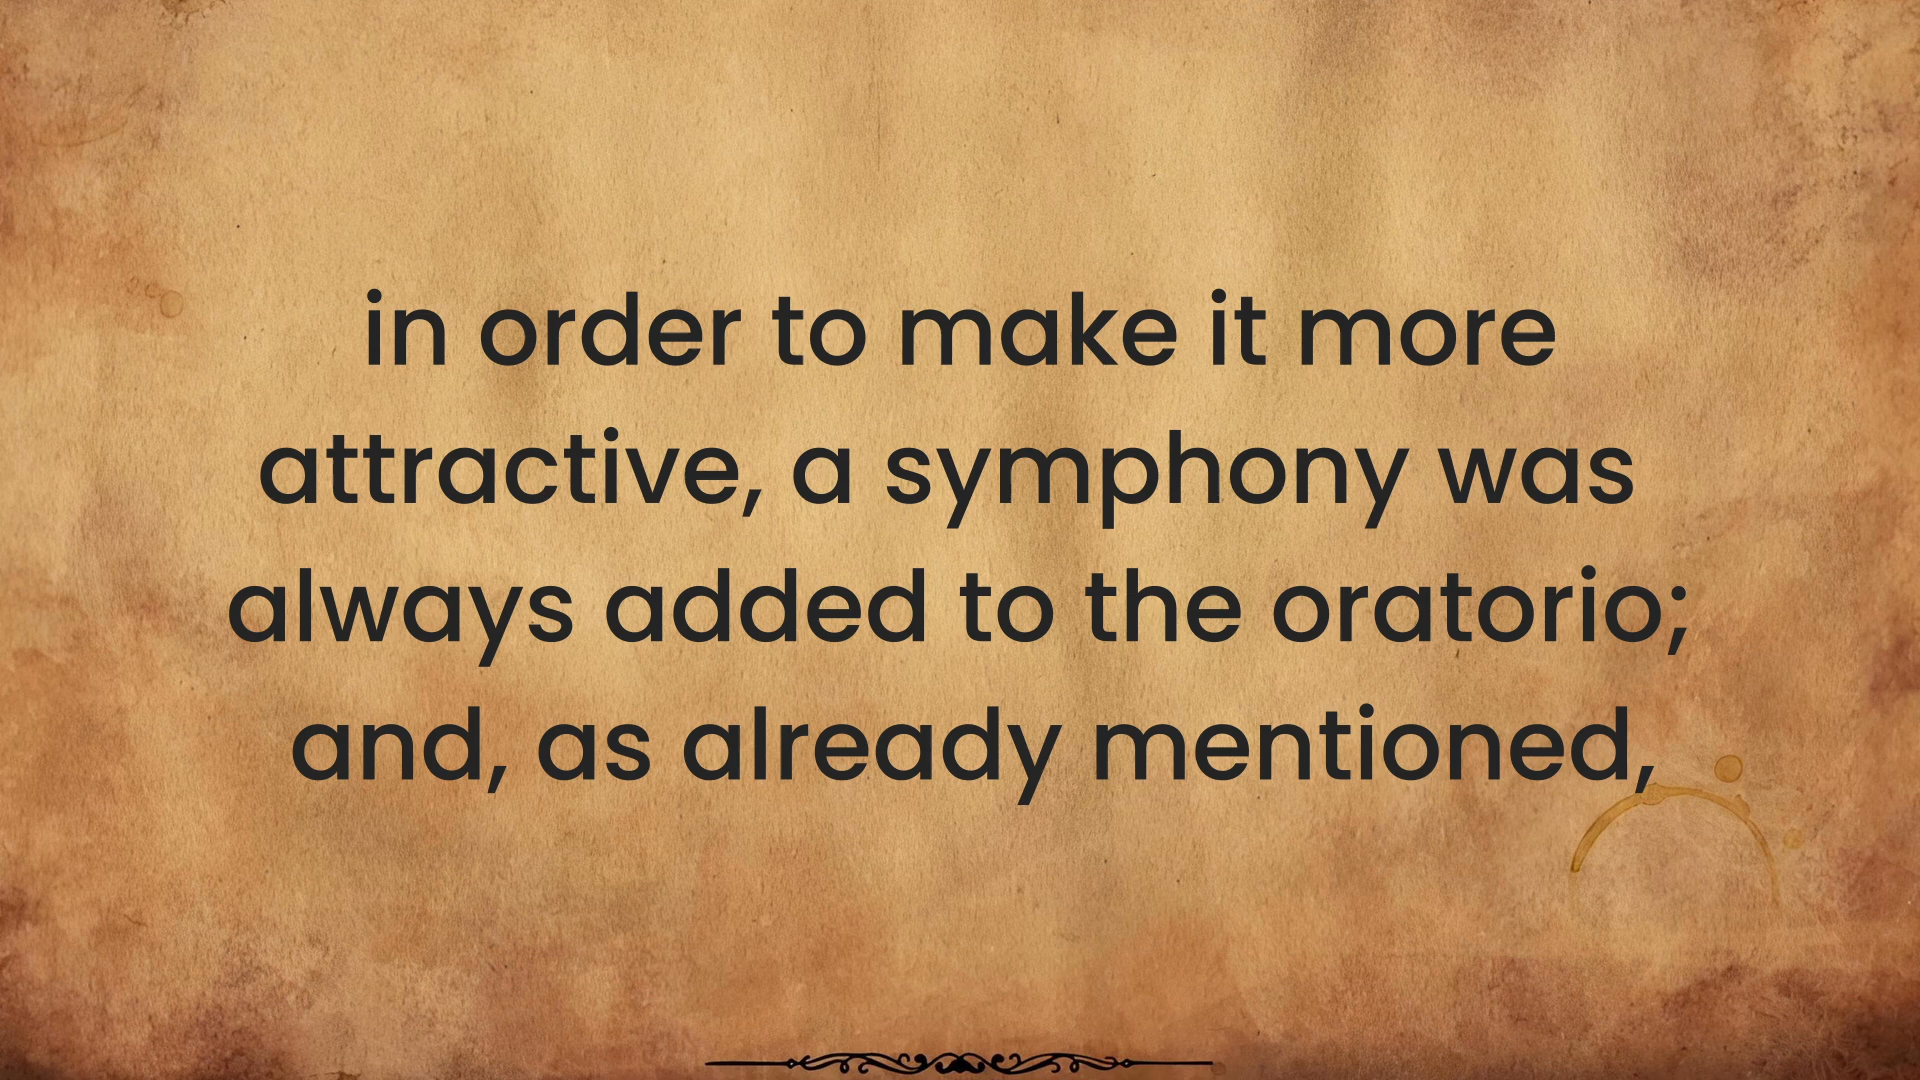 in order to make it more
attractive, a symphony was
always added to the oratorio;
and, as already mentioned,